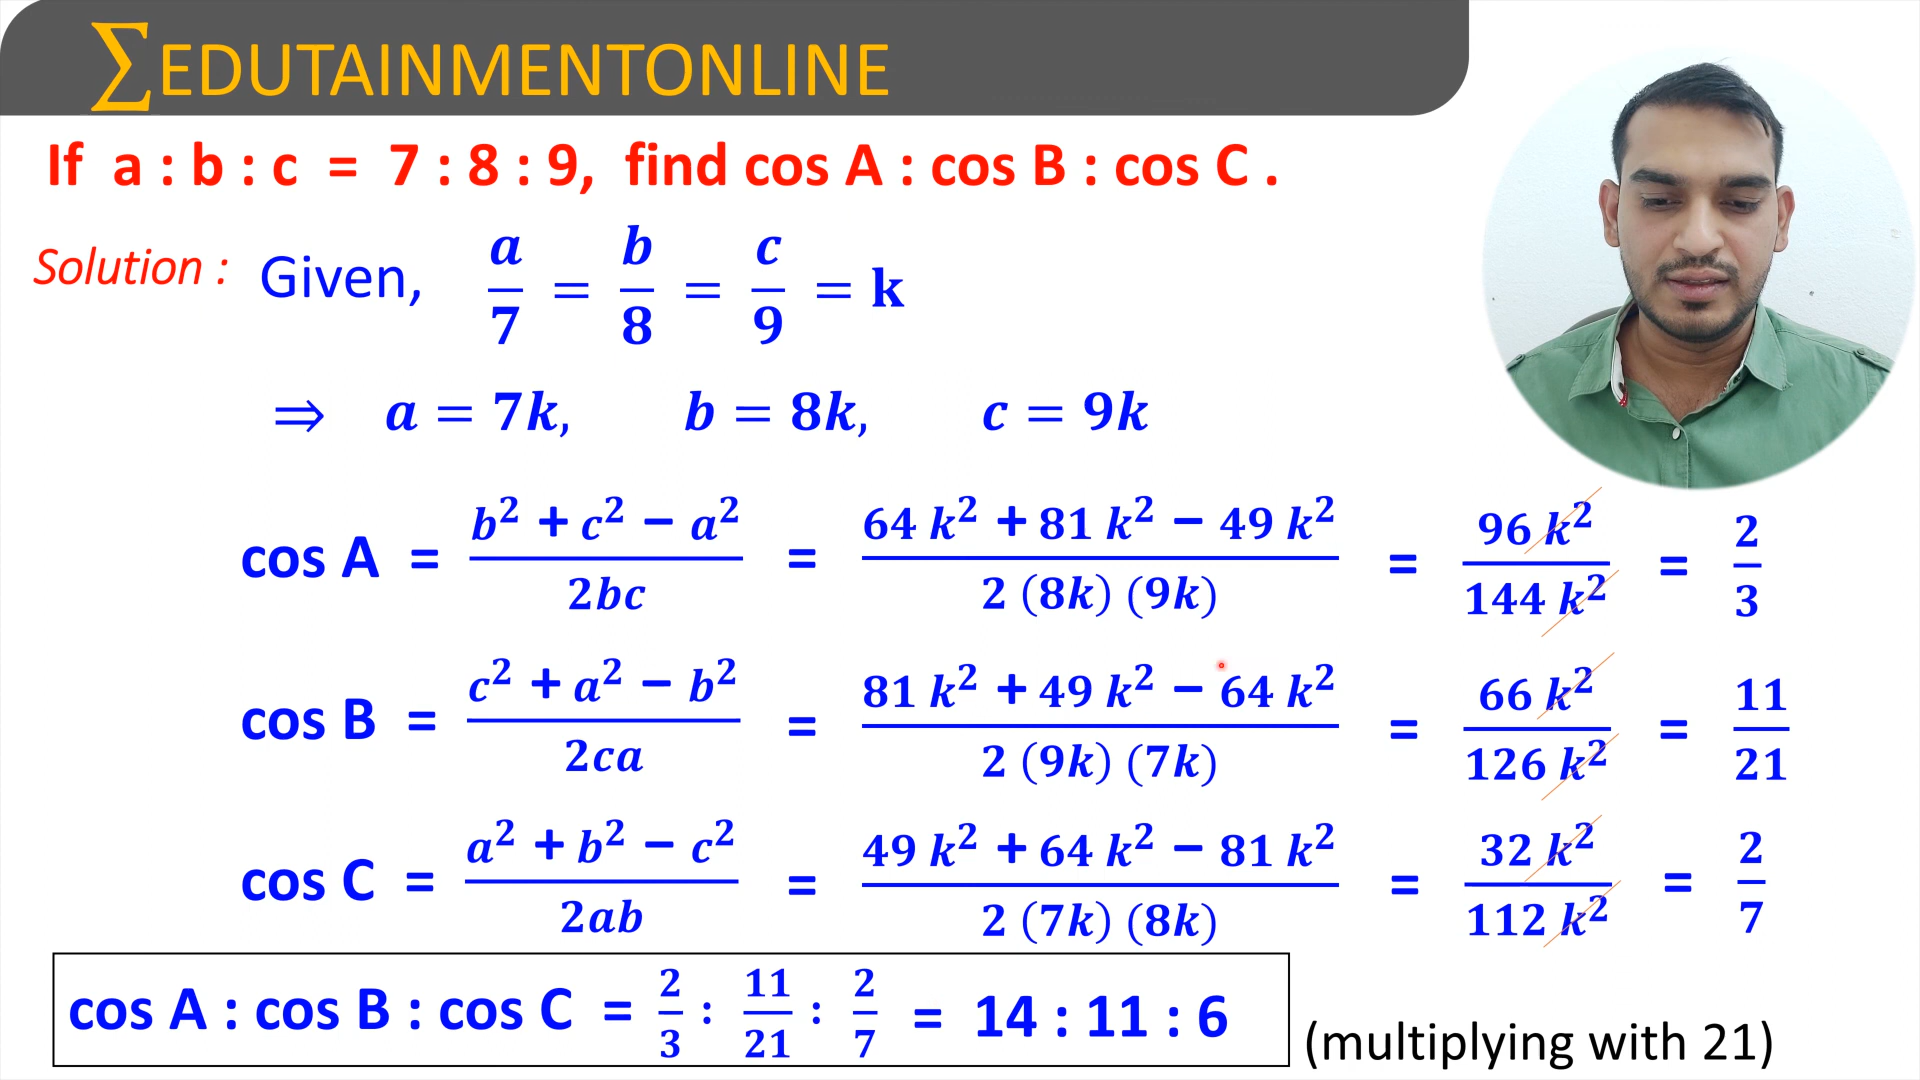 ∑EDUTAINMENTONLINE
If a : b : c = 7 : 8 : 9, find cos A : cos B : cos C .
Solution : Given, a/7 = b/8 = c/9 = k
⇒ a = 7k, b = 8k, c = 9k
cos A = (b² + c² − a²)/(2bc) = (64 k² + 81 k² − 49 k²)/(2 (8k) (9k)) = (96 k²)/(144 k²) = 2/3
cos B = (c² + a² − b²)/(2ca) = (81 k² + 49 k² − 64 k²)/(2 (9k) (7k)) = (66 k²)/(126 k²) = 11/21
cos C = (a² + b² − c²)/(2ab) = (49 k² + 64 k² − 81 k²)/(2 (7k) (8k)) = (32 k²)/(112 k²) = 2/7
cos A : cos B : cos C = 2/3 : 11/21 : 2/7 = 14 : 11 : 6 (multiplying with 21)